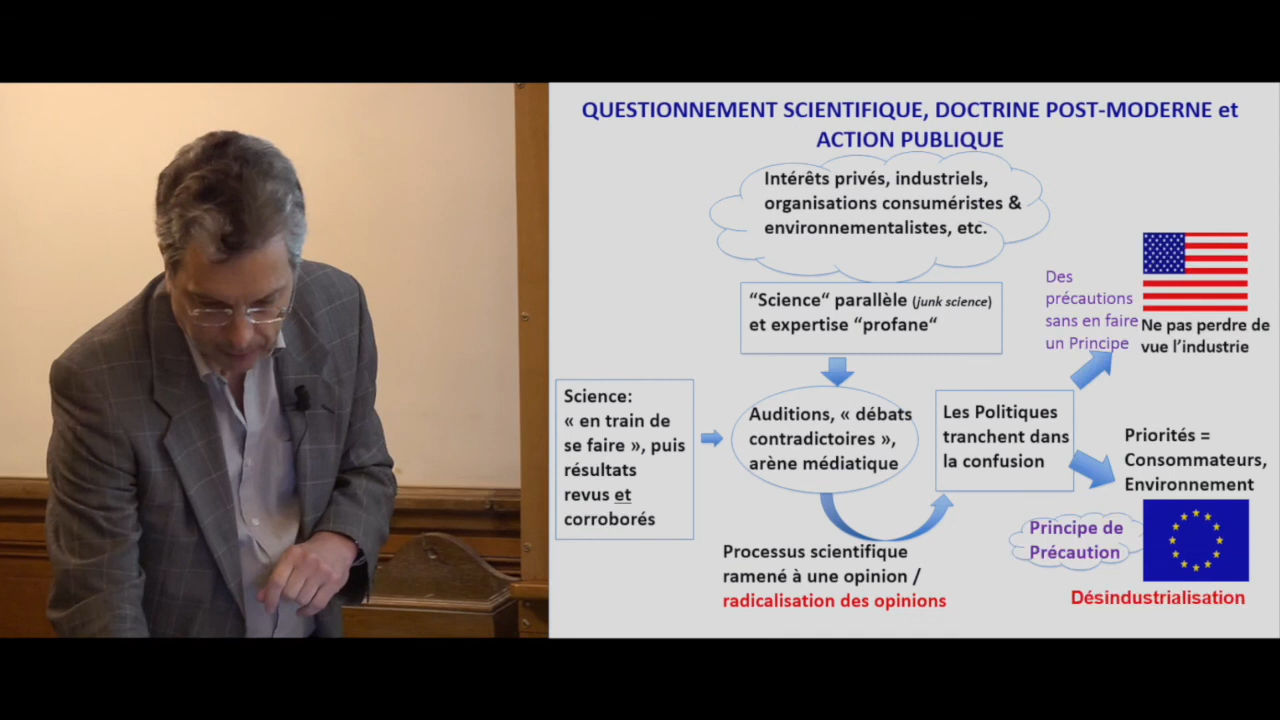 QUESTIONNEMENT SCIENTIFIQUE, DOCTRINE POST-MODERNE et
ACTION PUBLIQUE
Intérêts privés, industriels,
organisations consuméristes &
environnementalistes, etc.
“Science“ parallèle (junk science)
et expertise “profane“
Science:
« en train de
se faire », puis
résultats
revus et
corroborés
Auditions, « débats
contradictoires »,
arène médiatique
Processus scientifique
ramené à une opinion /
radicalisation des opinions
Les Politiques
tranchent dans
la confusion
Des
précautions
sans en faire
un Principe
Ne pas perdre de
vue l’industrie
Priorités =
Consommateurs,
Environnement
Principe de
Précaution
Désindustrialisation